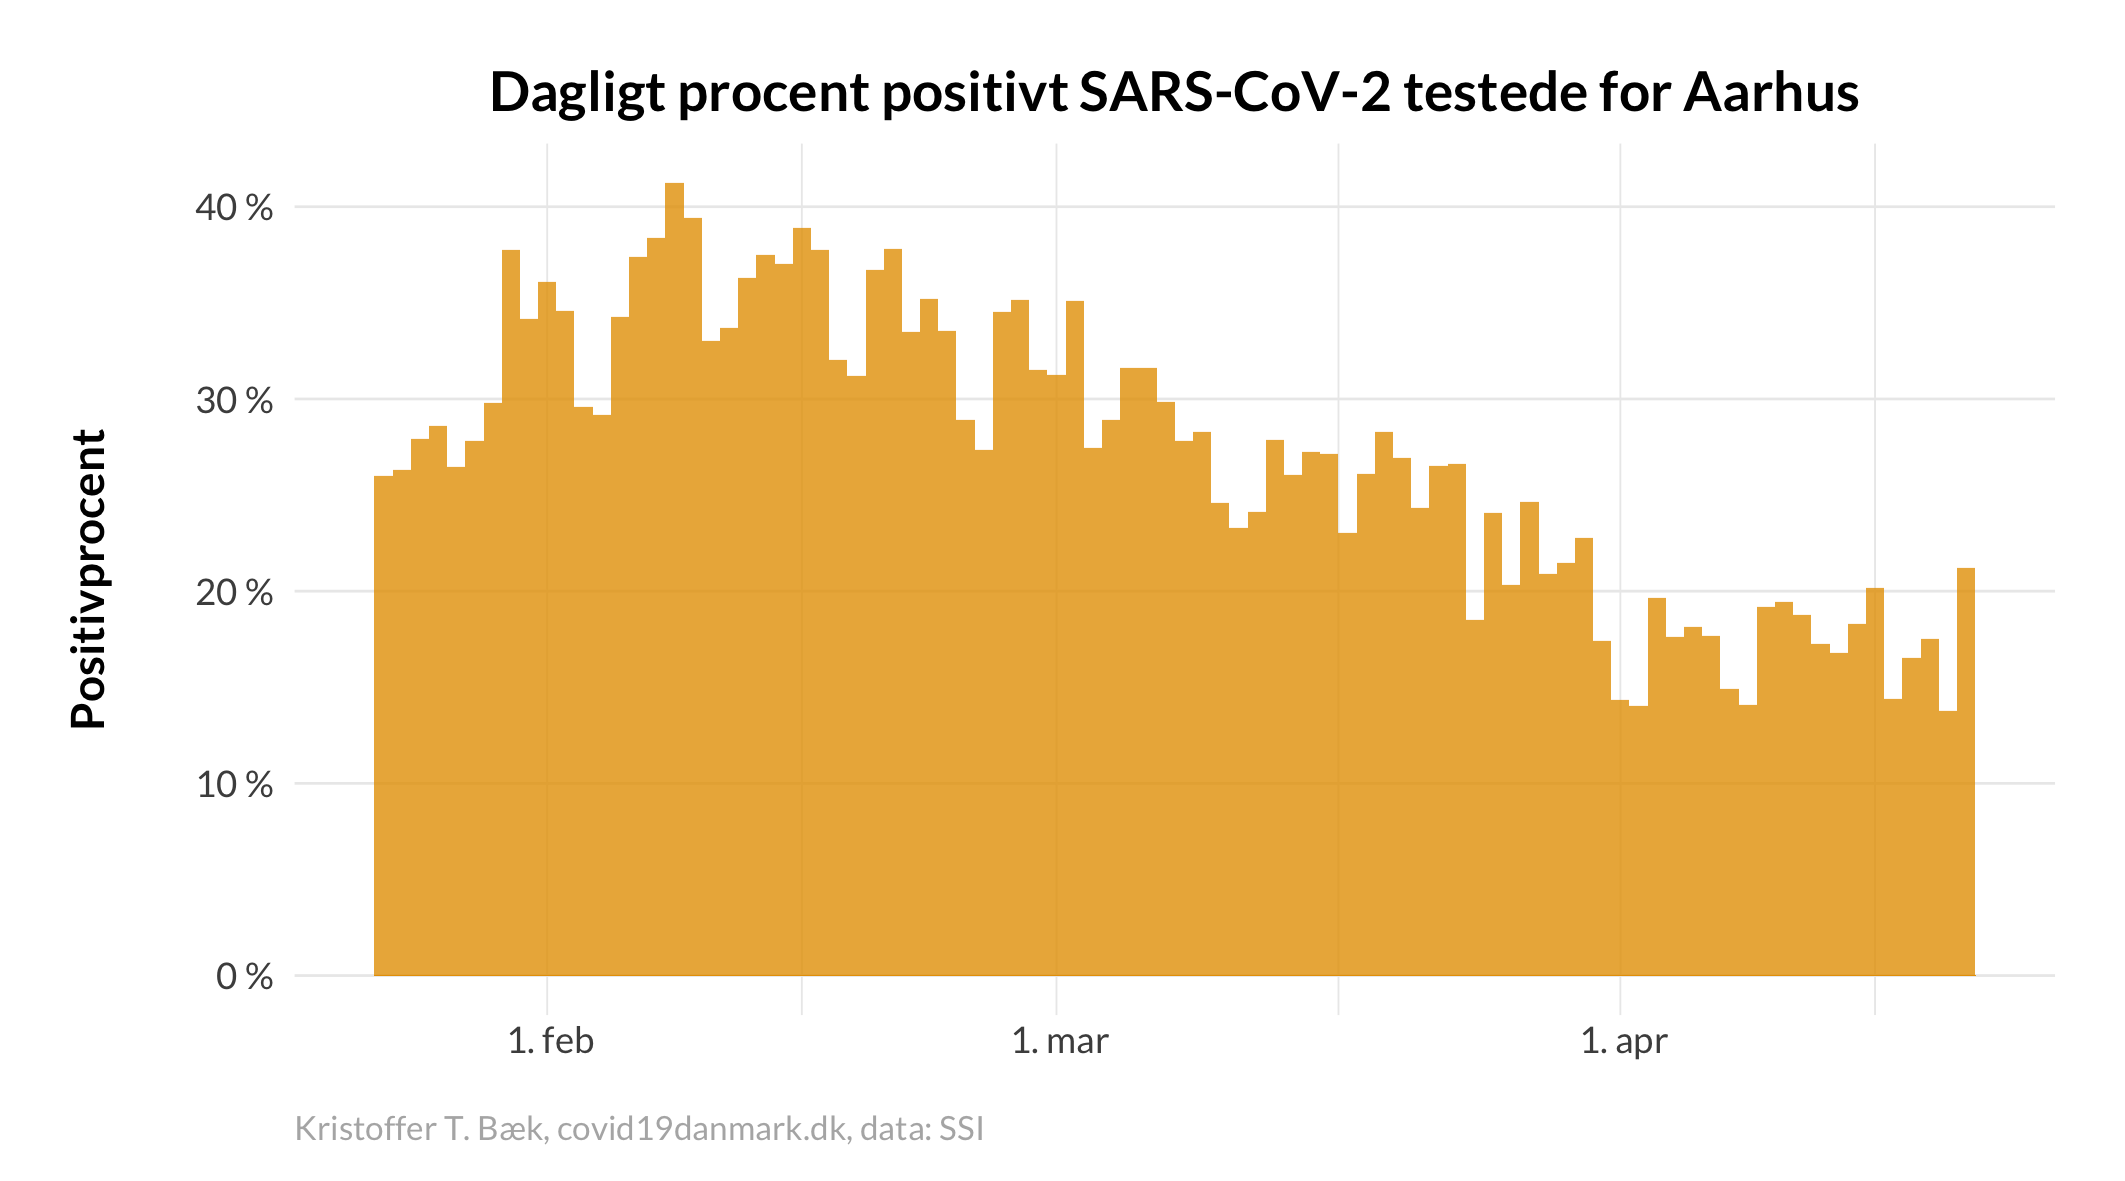 Dagligt procent positivt SARS-CoV-2 testede for Aarhus
Positivprocent
40 %
30 %
20 %
10 %
0 %
1. feb
1. mar
1. apr
Kristoffer T. Bæk, covid19danmark.dk, data: SSI